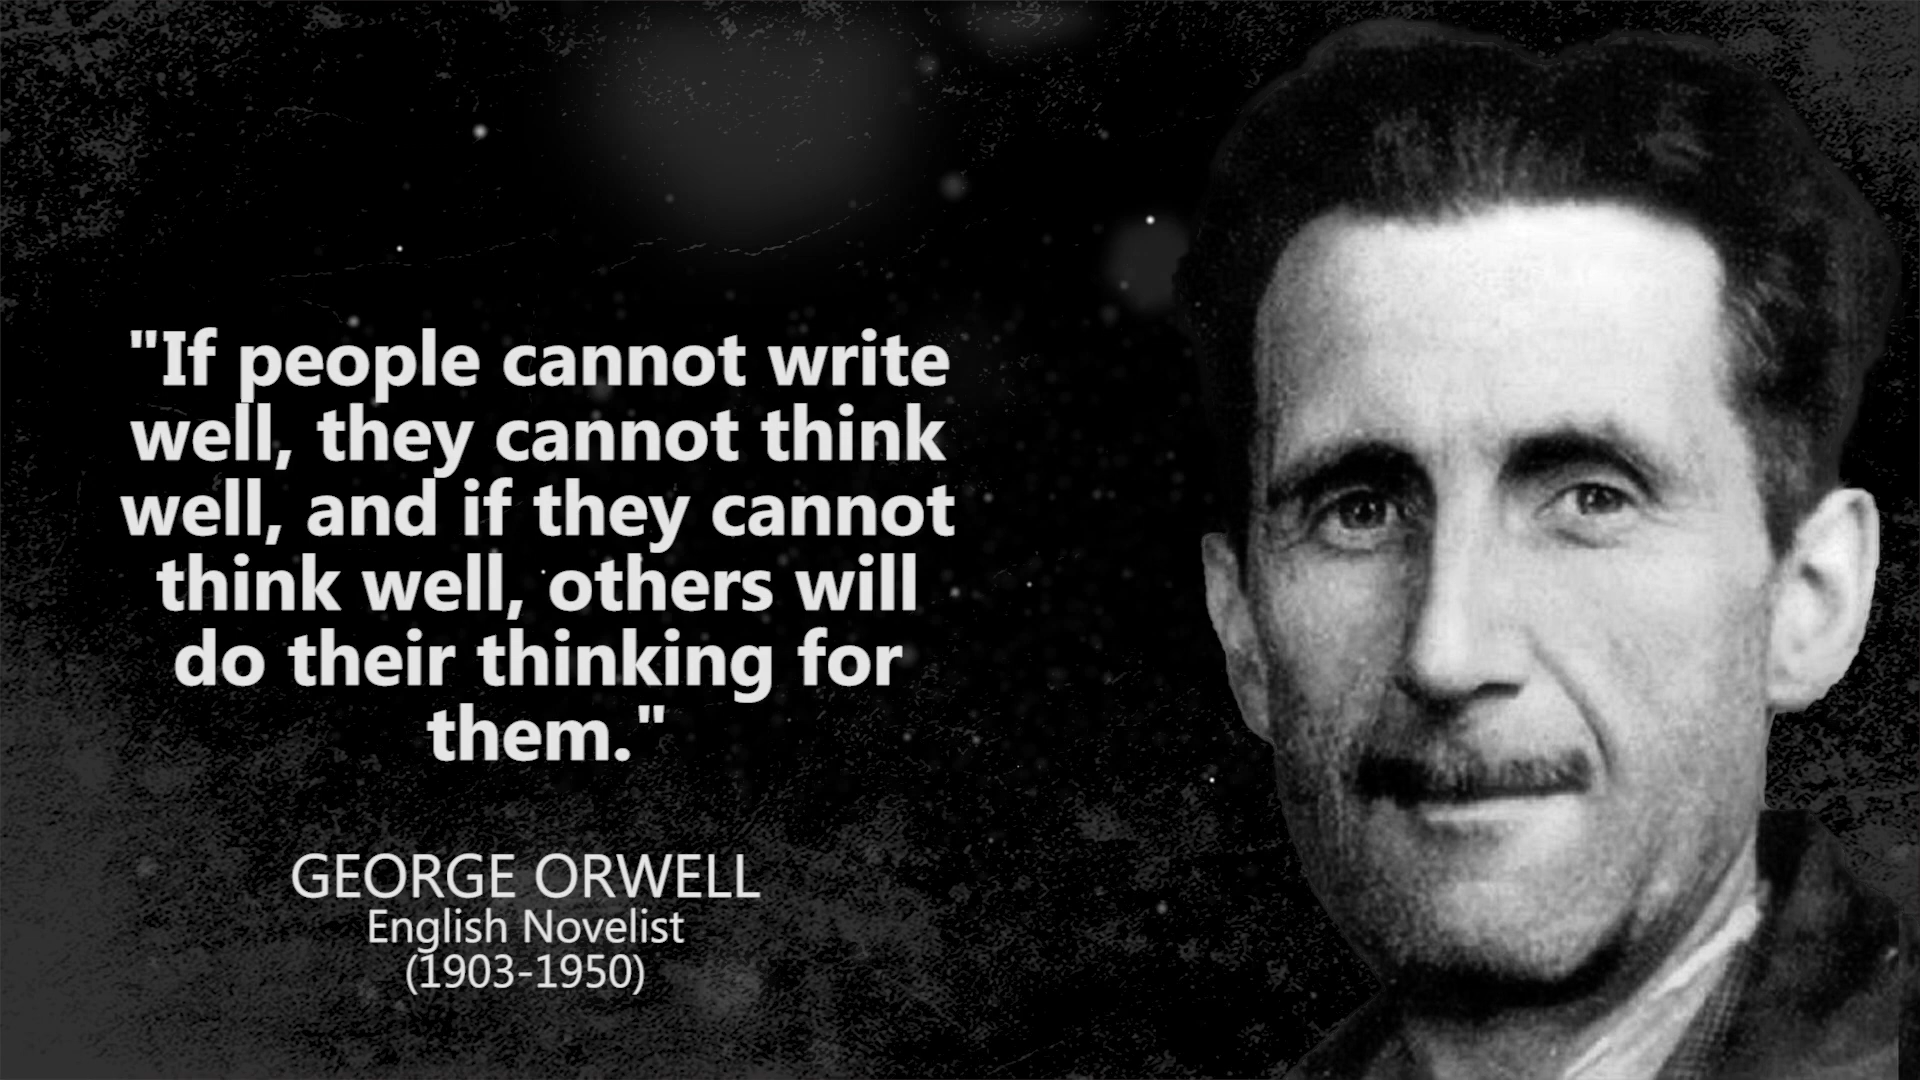 "If people cannot write
well, they cannot think
well, and if they cannot
think well, others will
do their thinking for
them."
GEORGE ORWELL
English Novelist
(1903-1950)